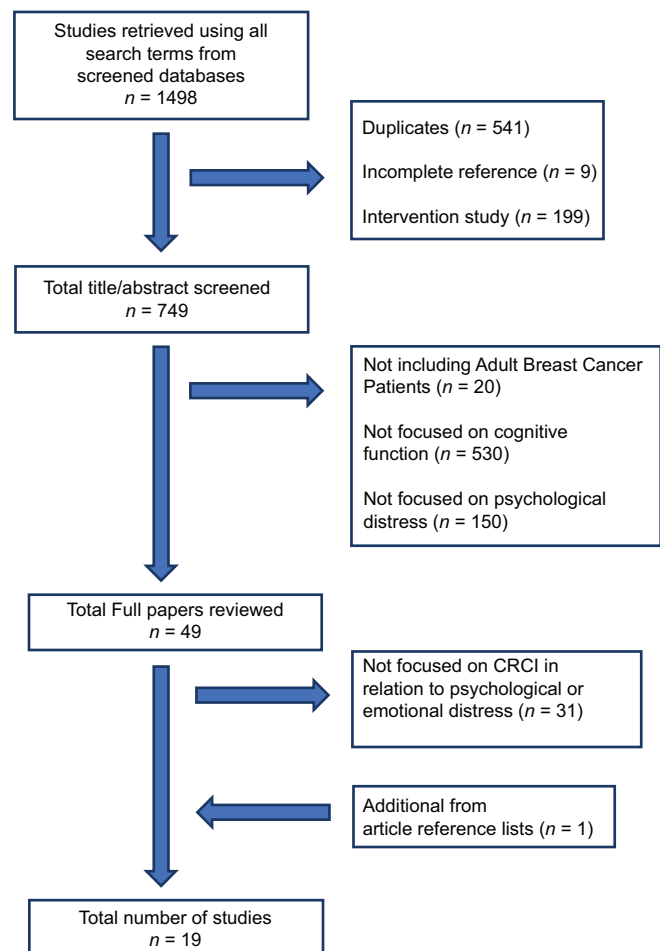 Studies retrieved using all
search terms from
screened databases
n = 1498
Duplicates (n = 541)
Incomplete reference (n = 9)
Intervention study (n = 199)
Total title/abstract screened
n = 749
Not including Adult Breast Cancer
Patients (n = 20)
Not focused on cognitive
function (n = 530)
Not focused on psychological
distress (n = 150)
Total Full papers reviewed
n = 49
Not focused on CRCI in
relation to psychological or
emotional distress (n = 31)
Additional from
article reference lists (n = 1)
Total number of studies
n = 19